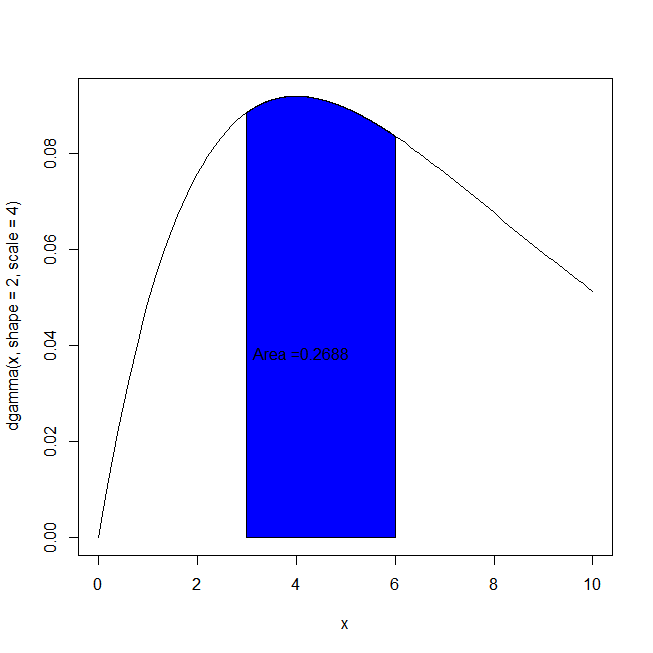 dgamma(x, shape = 2, scale = 4)
0.08
0.06
0.04
0.02
0.00
Area =0.2688
0 2 4 6 8 10
x